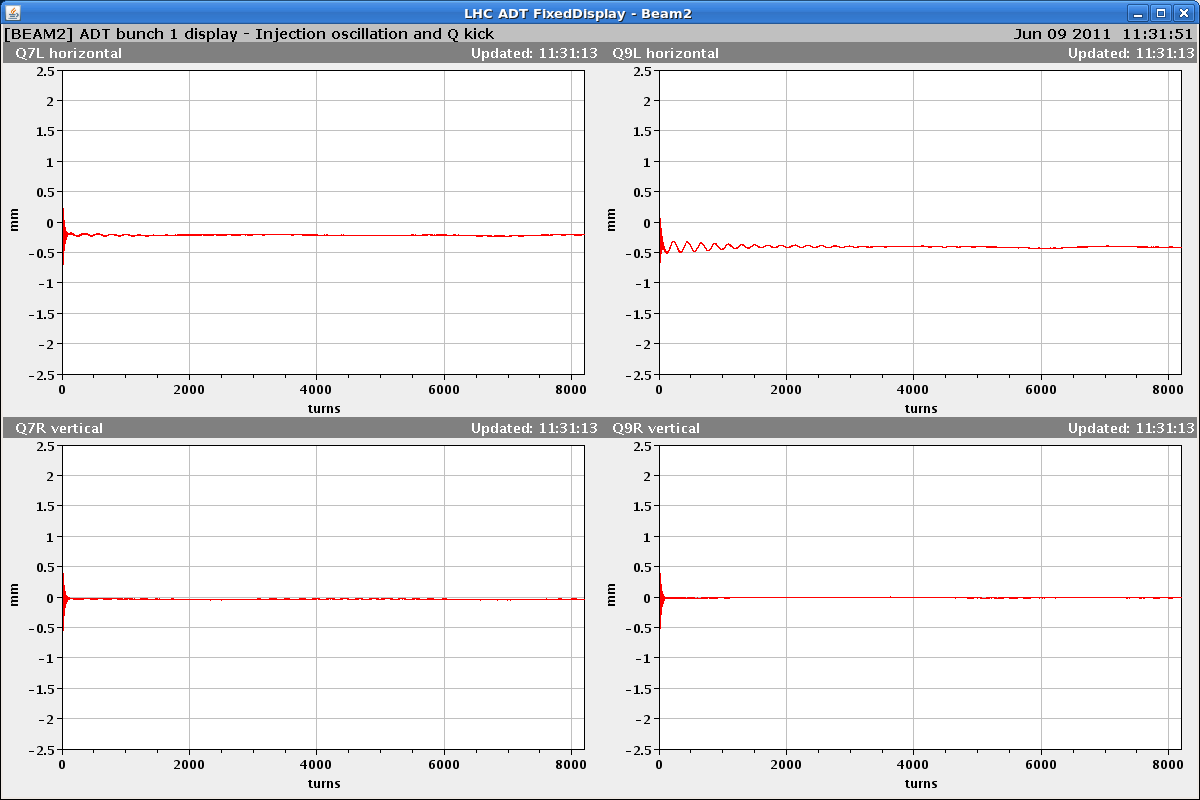 LHC ADT FixedDisplay - Beam2
[BEAM2] ADT bunch 1 display - Injection oscillation and Q kick Jun 09 2011 11:31:51
Q7L horizontal Updated: 11:31:13 Q9L horizontal Updated: 11:31:13
2.5 2.5
2 2
1.5 1.5
1 1
0.5 0.5
mm 0 mm 0
-0.5 -0.5
-1 -1
-1.5 -1.5
-2 -2
-2.5 -2.5
0 2000 4000 6000 8000 0 2000 4000 6000 8000
turns turns
Q7R vertical Updated: 11:31:13 Q9R vertical Updated: 11:31:13
2.5 2.5
2 2
1.5 1.5
1 1
0.5 0.5
mm 0 mm 0
-0.5 -0.5
-1 -1
-1.5 -1.5
-2 -2
-2.5 -2.5
0 2000 4000 6000 8000 0 2000 4000 6000 8000
turns turns